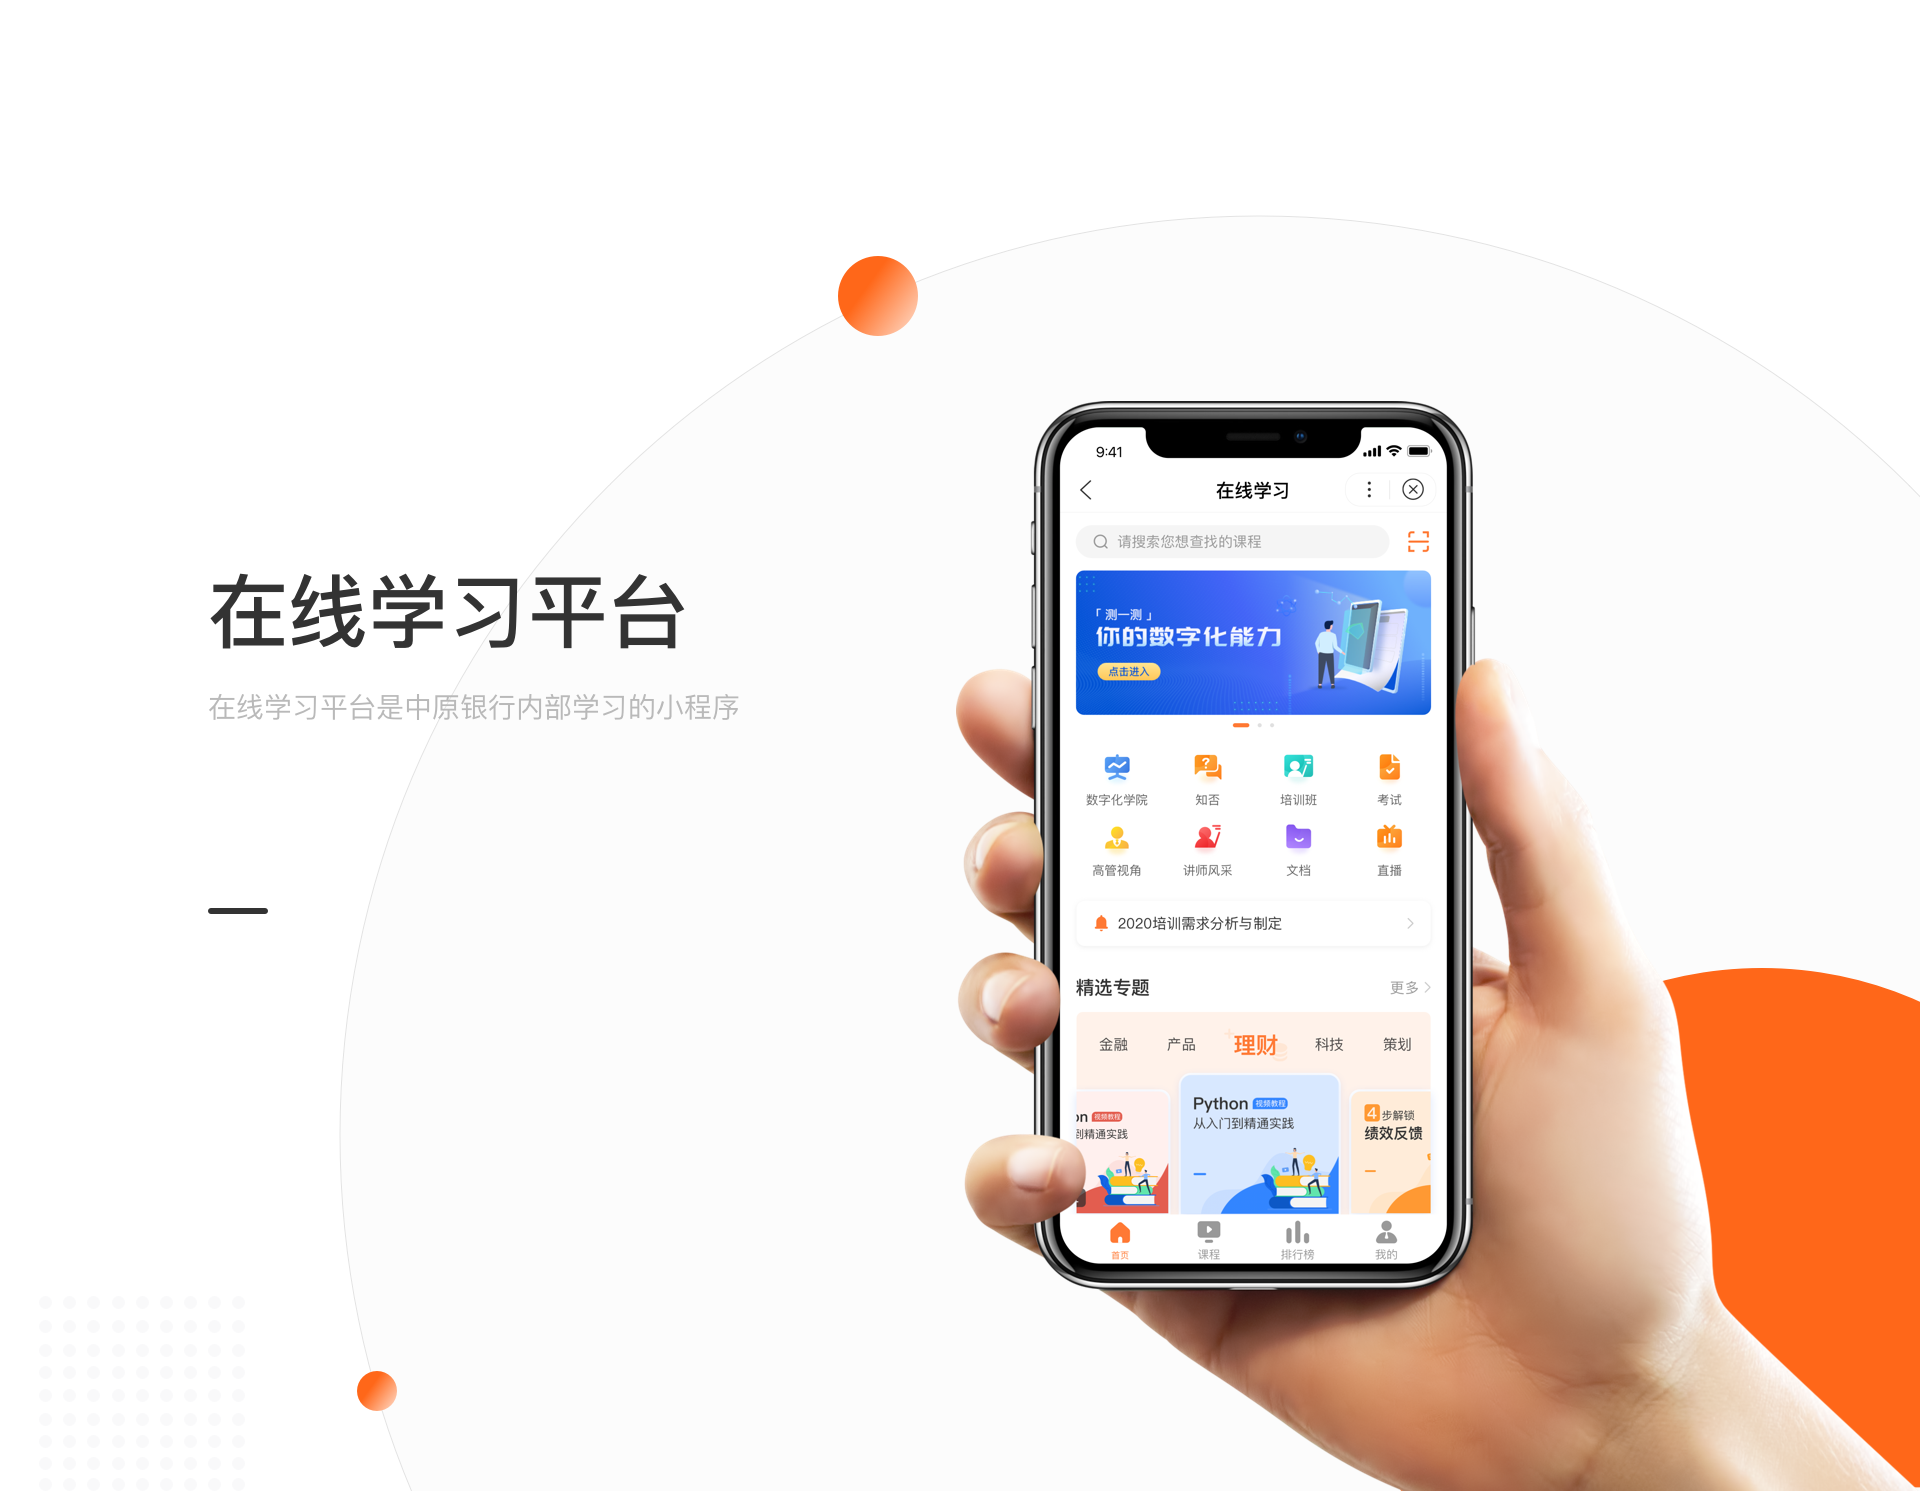 在线学习平台
在线学习平台是中原银行内部学习的小程序
9:41
在线学习
请搜索您想查找的课程
「测一测」
你的数字化能力
点击进入
数字化学院
知否
培训班
考试
高管视角
讲师风采
文档
直播
2020培训需求分析与制定
精选专题
更多
金融
产品
理财
科技
策划
on 视频教程
到精通实践
Python 视频教程
从入门到精通实践
4步解锁
绩效反馈
首页
课程
排行榜
我的